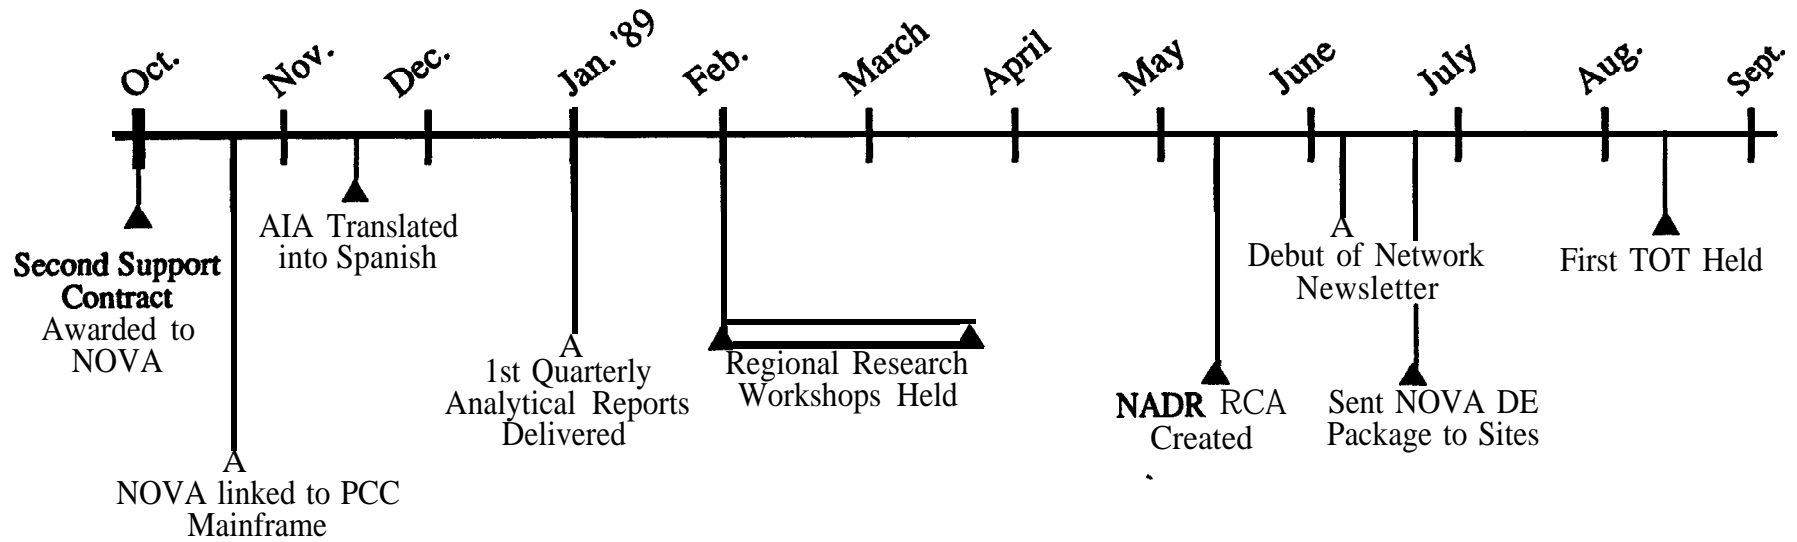 Oct.
Nov.
Dec.
Jan. '89
Feb.
March
April
May
June
July
Aug.
Sept.
Second Support
Contract
Awarded to
NOVA
NOVA linked to PCC
Mainframe
AIA Translated
into Spanish
1st Quarterly
Analytical Reports
Delivered
Regional Research
Workshops Held
NADR RCA
Created
Debut of Network
Newsletter
Sent NOVA DE
Package to Sites
First TOT Held